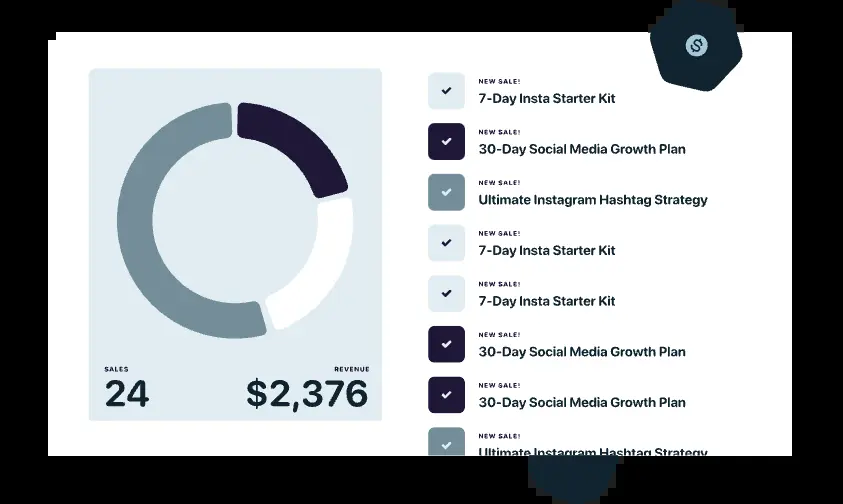 SALES
24
REVENUE
$2,376
NEW SALE!
7-Day Insta Starter Kit
NEW SALE!
30-Day Social Media Growth Plan
NEW SALE!
Ultimate Instagram Hashtag Strategy
NEW SALE!
7-Day Insta Starter Kit
NEW SALE!
7-Day Insta Starter Kit
NEW SALE!
30-Day Social Media Growth Plan
NEW SALE!
30-Day Social Media Growth Plan
NEW SALE!
Ultimate Instagram Hashtag Strategy